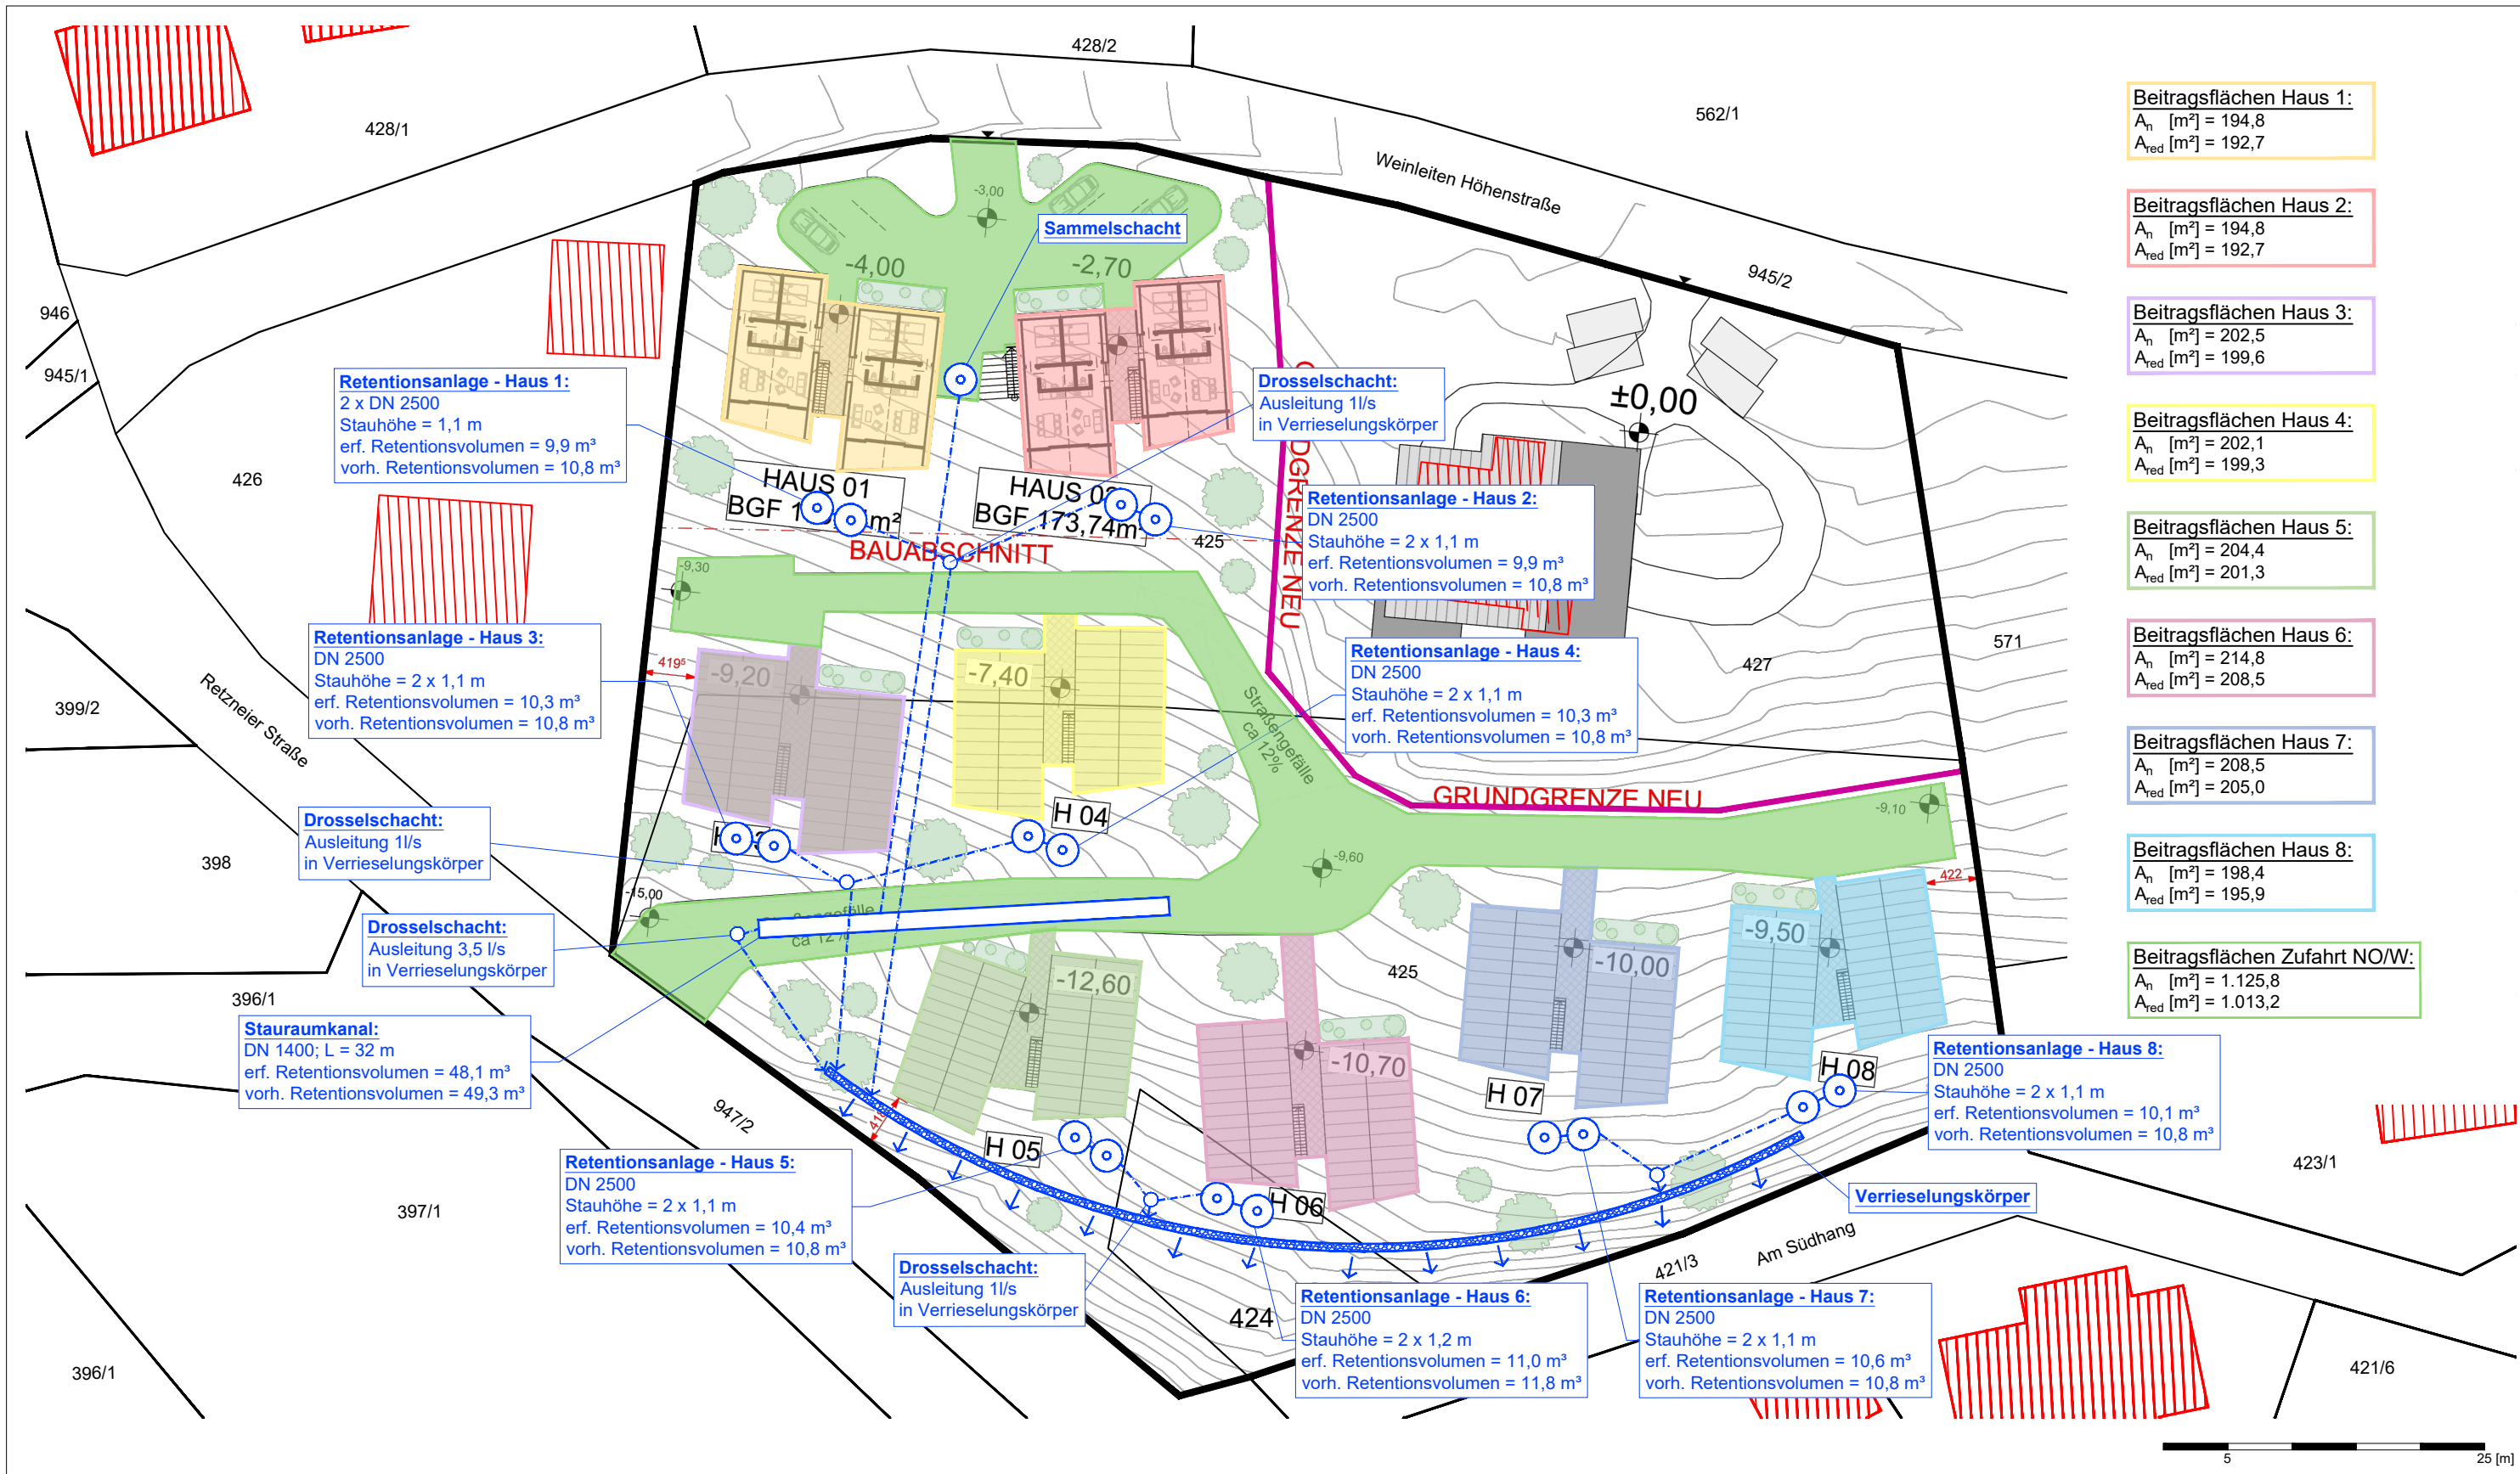 428/2
428/1
562/1
Weinleiten Höhenstraße
945/2
946
945/1
426
399/2
Retzneier Straße
398
396/1
397/1
396/1
947/2
424
425
425
427
571
423/1
421/3
Am Südhang
421/6
-3,00
-4,00
-2,70
±0,00
Sammelschacht
Retentionsanlage - Haus 1:
2 x DN 2500
Stauhöhe = 1,1 m
erf. Retentionsvolumen = 9,9 m³
vorh. Retentionsvolumen = 10,8 m³
Drosselschacht:
Ausleitung 1l/s
in Verrieselungskörper
HAUS 01
BGF
m²
HAUS
BGF 173,74m
BAUABSCHNITT
GRENZE NEU
Retentionsanlage - Haus 2:
DN 2500
Stauhöhe = 2 x 1,1 m
erf. Retentionsvolumen = 9,9 m³
vorh. Retentionsvolumen = 10,8 m³
-9,30
Retentionsanlage - Haus 3:
DN 2500
Stauhöhe = 2 x 1,1 m
erf. Retentionsvolumen = 10,3 m³
vorh. Retentionsvolumen = 10,8 m³
419⁵
-9,20
-7,40
Straßengefälle
ca 12%
Retentionsanlage - Haus 4:
DN 2500
Stauhöhe = 2 x 1,1 m
erf. Retentionsvolumen = 10,3 m³
vorh. Retentionsvolumen = 10,8 m³
GRUNDGRENZE NEU
-9,10
H 04
-9,60
422
Drosselschacht:
Ausleitung 1l/s
in Verrieselungskörper
-15,00
ca 12%
Drosselschacht:
Ausleitung 3,5 l/s
in Verrieselungskörper
Stauraumkanal:
DN 1400; L = 32 m
erf. Retentionsvolumen = 48,1 m³
vorh. Retentionsvolumen = 49,3 m³
-12,60
-10,70
-10,00
-9,50
H 05
H 06
H 07
H 08
Retentionsanlage - Haus 5:
DN 2500
Stauhöhe = 2 x 1,1 m
erf. Retentionsvolumen = 10,4 m³
vorh. Retentionsvolumen = 10,8 m³
Drosselschacht:
Ausleitung 1l/s
in Verrieselungskörper
Retentionsanlage - Haus 6:
DN 2500
Stauhöhe = 2 x 1,2 m
erf. Retentionsvolumen = 11,0 m³
vorh. Retentionsvolumen = 11,8 m³
Retentionsanlage - Haus 7:
DN 2500
Stauhöhe = 2 x 1,1 m
erf. Retentionsvolumen = 10,6 m³
vorh. Retentionsvolumen = 10,8 m³
Retentionsanlage - Haus 8:
DN 2500
Stauhöhe = 2 x 1,1 m
erf. Retentionsvolumen = 10,1 m³
vorh. Retentionsvolumen = 10,8 m³
Verrieselungskörper
Beitragsflächen Haus 1:
An [m²] = 194,8
Ared [m²] = 192,7
Beitragsflächen Haus 2:
An [m²] = 194,8
Ared [m²] = 192,7
Beitragsflächen Haus 3:
An [m²] = 202,5
Ared [m²] = 199,6
Beitragsflächen Haus 4:
An [m²] = 202,1
Ared [m²] = 199,3
Beitragsflächen Haus 5:
An [m²] = 204,4
Ared [m²] = 201,3
Beitragsflächen Haus 6:
An [m²] = 214,8
Ared [m²] = 208,5
Beitragsflächen Haus 7:
An [m²] = 208,5
Ared [m²] = 205,0
Beitragsflächen Haus 8:
An [m²] = 198,4
Ared [m²] = 195,9
Beitragsflächen Zufahrt NO/W:
An [m²] = 1.125,8
Ared [m²] = 1.013,2
5
25 [m]